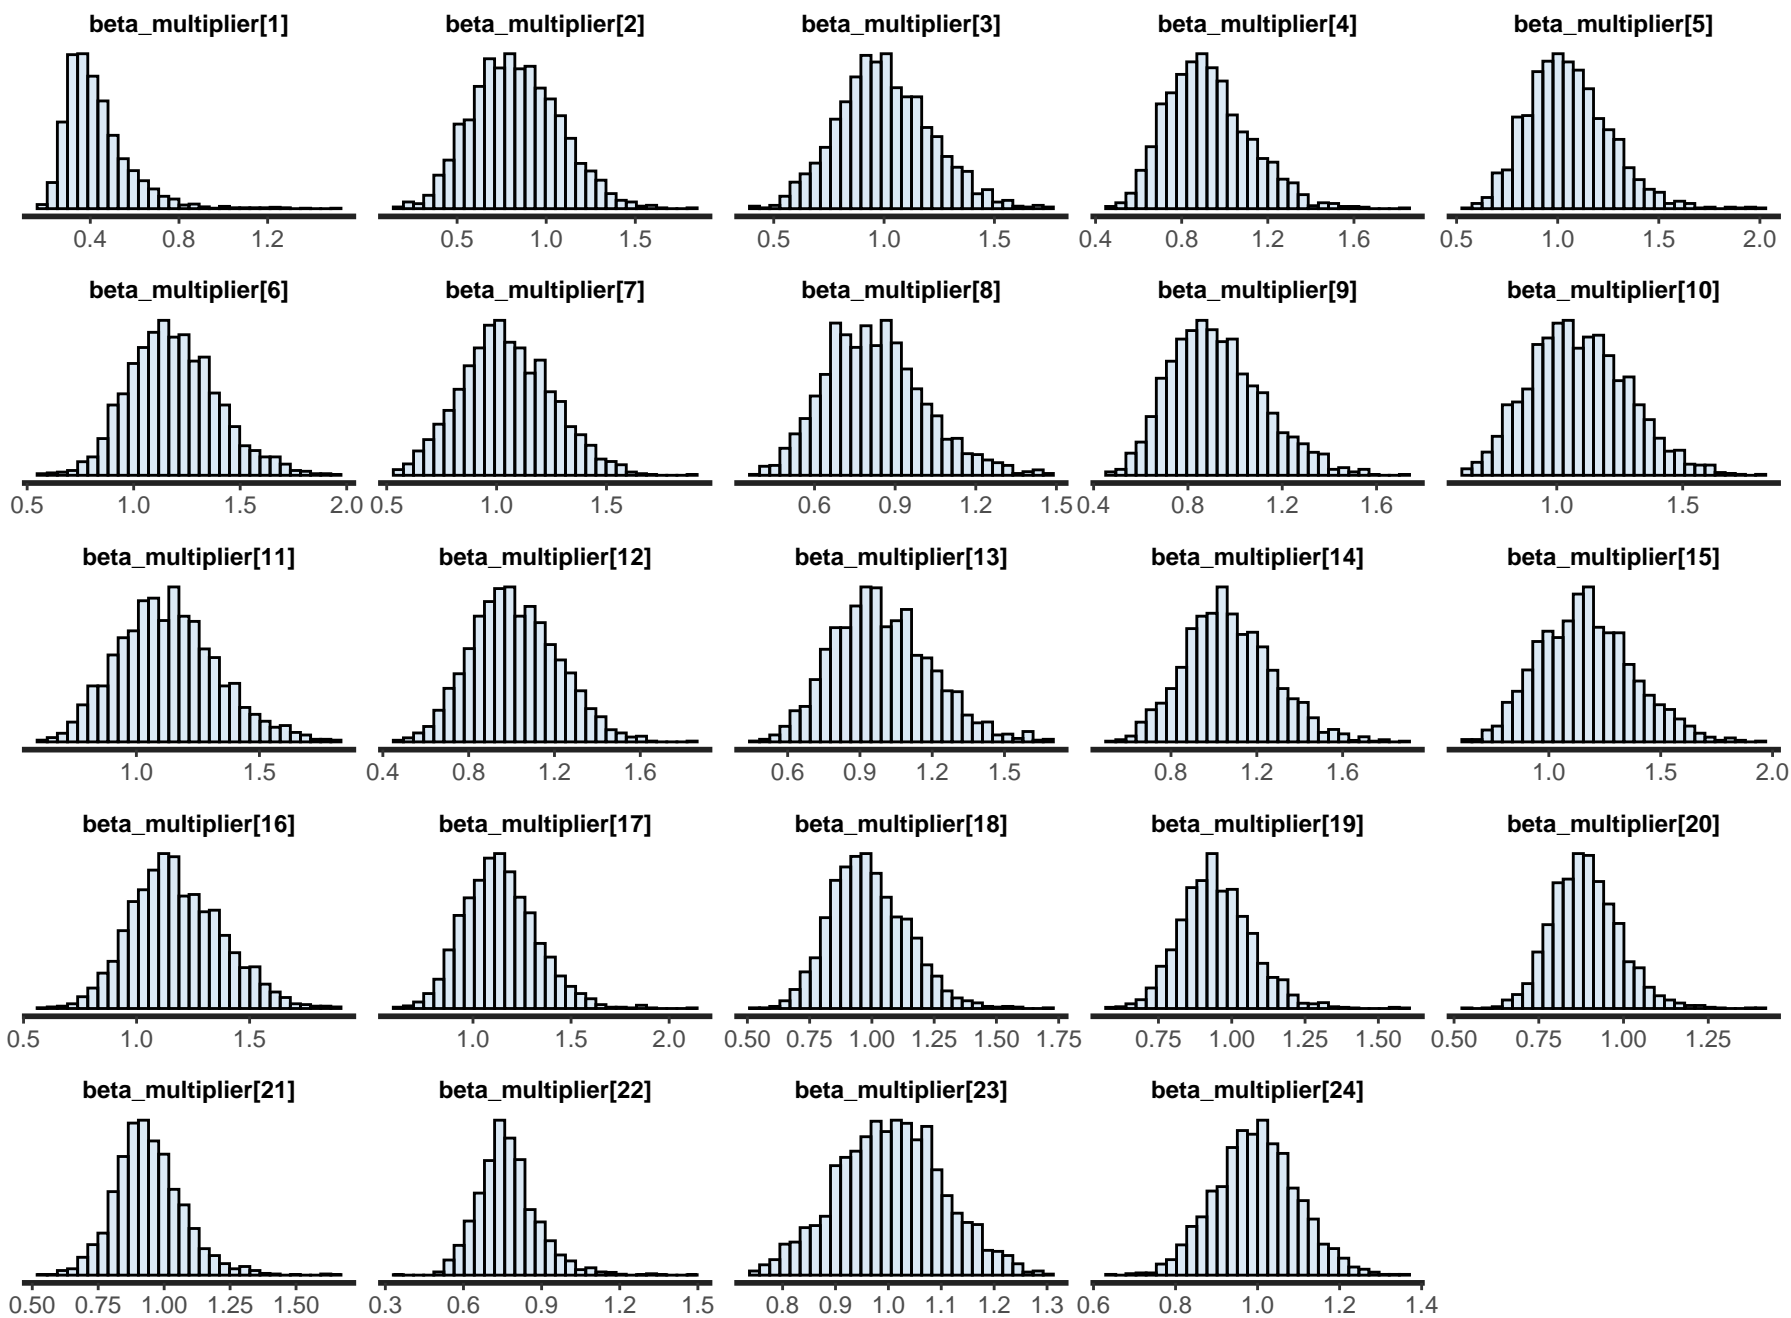 beta_multiplier[1] beta_multiplier[2] beta_multiplier[3] beta_multiplier[4] beta_multiplier[5]
0.4 0.8 1.2 0.5 1.0 1.5 0.5 1.0 1.5 0.4 0.8 1.2 1.6 0.5 1.0 1.5 2.0
beta_multiplier[6] beta_multiplier[7] beta_multiplier[8] beta_multiplier[9] beta_multiplier[10]
0.5 1.0 1.5 2.0 0.5 1.0 1.5 0.6 0.9 1.2 1.5 0.4 0.8 1.2 1.6 1.0 1.5
beta_multiplier[11] beta_multiplier[12] beta_multiplier[13] beta_multiplier[14] beta_multiplier[15]
1.0 1.5 0.4 0.8 1.2 1.6 0.6 0.9 1.2 1.5 0.8 1.2 1.6 1.0 1.5 2.0
beta_multiplier[16] beta_multiplier[17] beta_multiplier[18] beta_multiplier[19] beta_multiplier[20]
0.5 1.0 1.5 1.0 1.5 2.0 0.50 0.75 1.00 1.25 1.50 1.75 0.75 1.00 1.25 1.50 0.50 0.75 1.00 1.25
beta_multiplier[21] beta_multiplier[22] beta_multiplier[23] beta_multiplier[24]
0.50 0.75 1.00 1.25 1.50 0.3 0.6 0.9 1.2 1.5 0.8 0.9 1.0 1.1 1.2 1.3 0.6 0.8 1.0 1.2 1.4